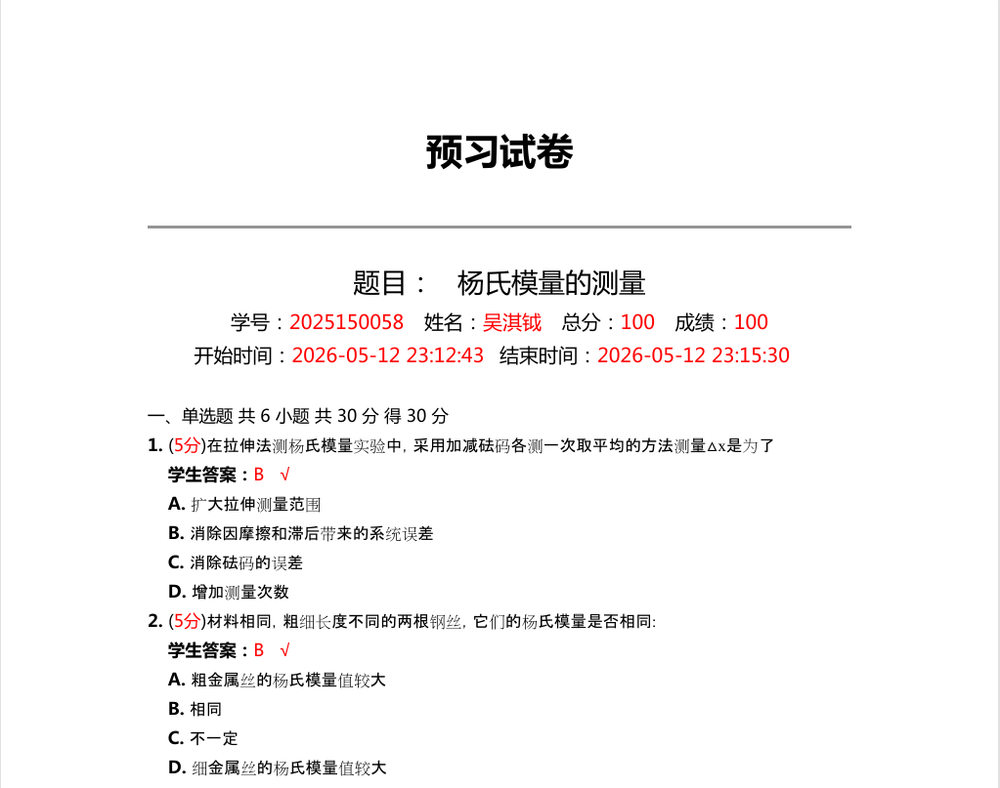 预习试卷
题目： 杨氏模量的测量
学号：2025150058 姓名：吴淇钺 总分：100 成绩：100
开始时间：2026-05-12 23:12:43 结束时间：2026-05-12 23:15:30
一、单选题 共 6 小题 共 30 分 得 30 分
1. (5分)在拉伸法测杨氏模量实验中, 采用加减砝码各测一次取平均的方法测量△x是为了
学生答案：B √
A. 扩大拉伸测量范围
B. 消除因摩擦和滞后带来的系统误差
C. 消除砝码的误差
D. 增加测量次数
2. (5分)材料相同, 粗细长度不同的两根钢丝, 它们的杨氏模量是否相同:
学生答案：B √
A. 粗金属丝的杨氏模量值较大
B. 相同
C. 不一定
D. 细金属丝的杨氏模量值较大